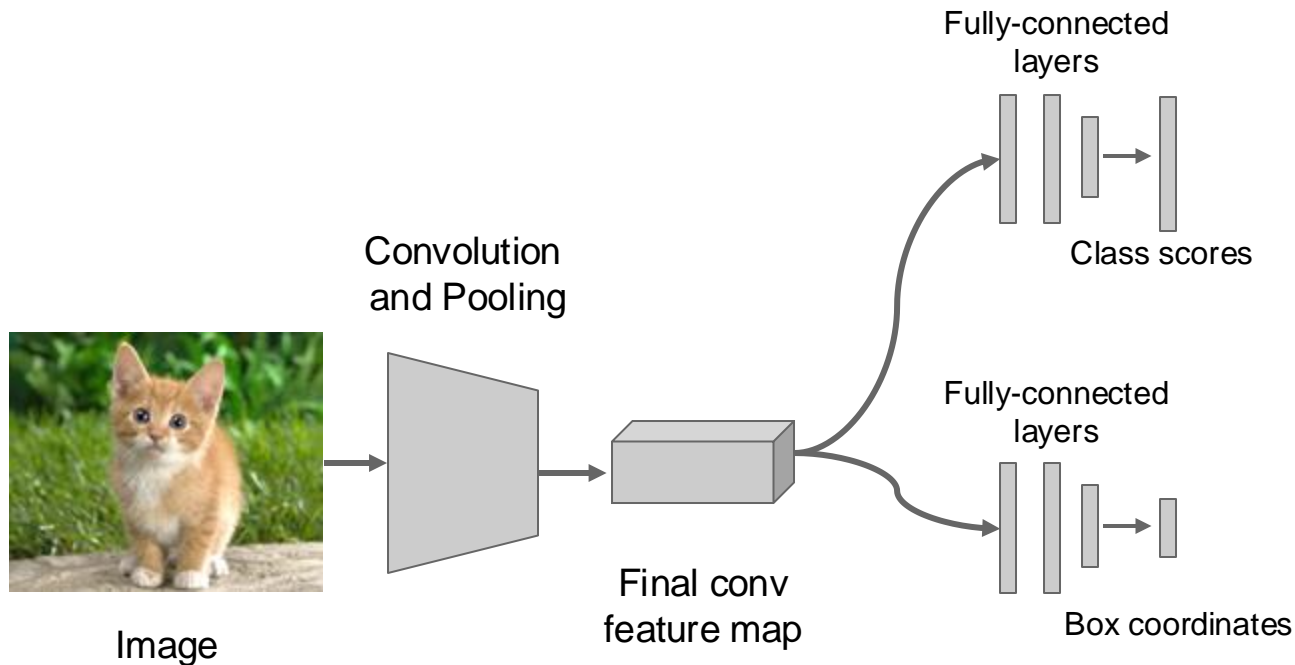 Fully-connected
layers
Class scores
Convolution
and Pooling
Fully-connected
layers
Box coordinates
Final conv
feature map
Image